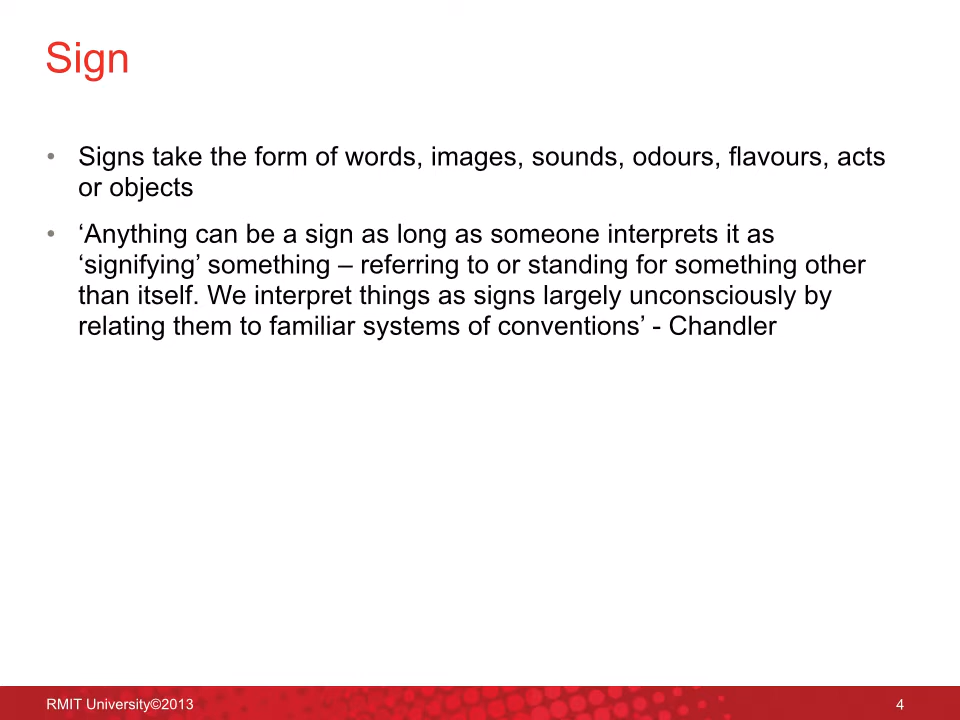 Sign
• Signs take the form of words, images, sounds, odours, flavours, acts
or objects
• ‘Anything can be a sign as long as someone interprets it as
‘signifying’ something – referring to or standing for something other
than itself. We interpret things as signs largely unconsciously by
relating them to familiar systems of conventions’ - Chandler
RMIT University©2013
4